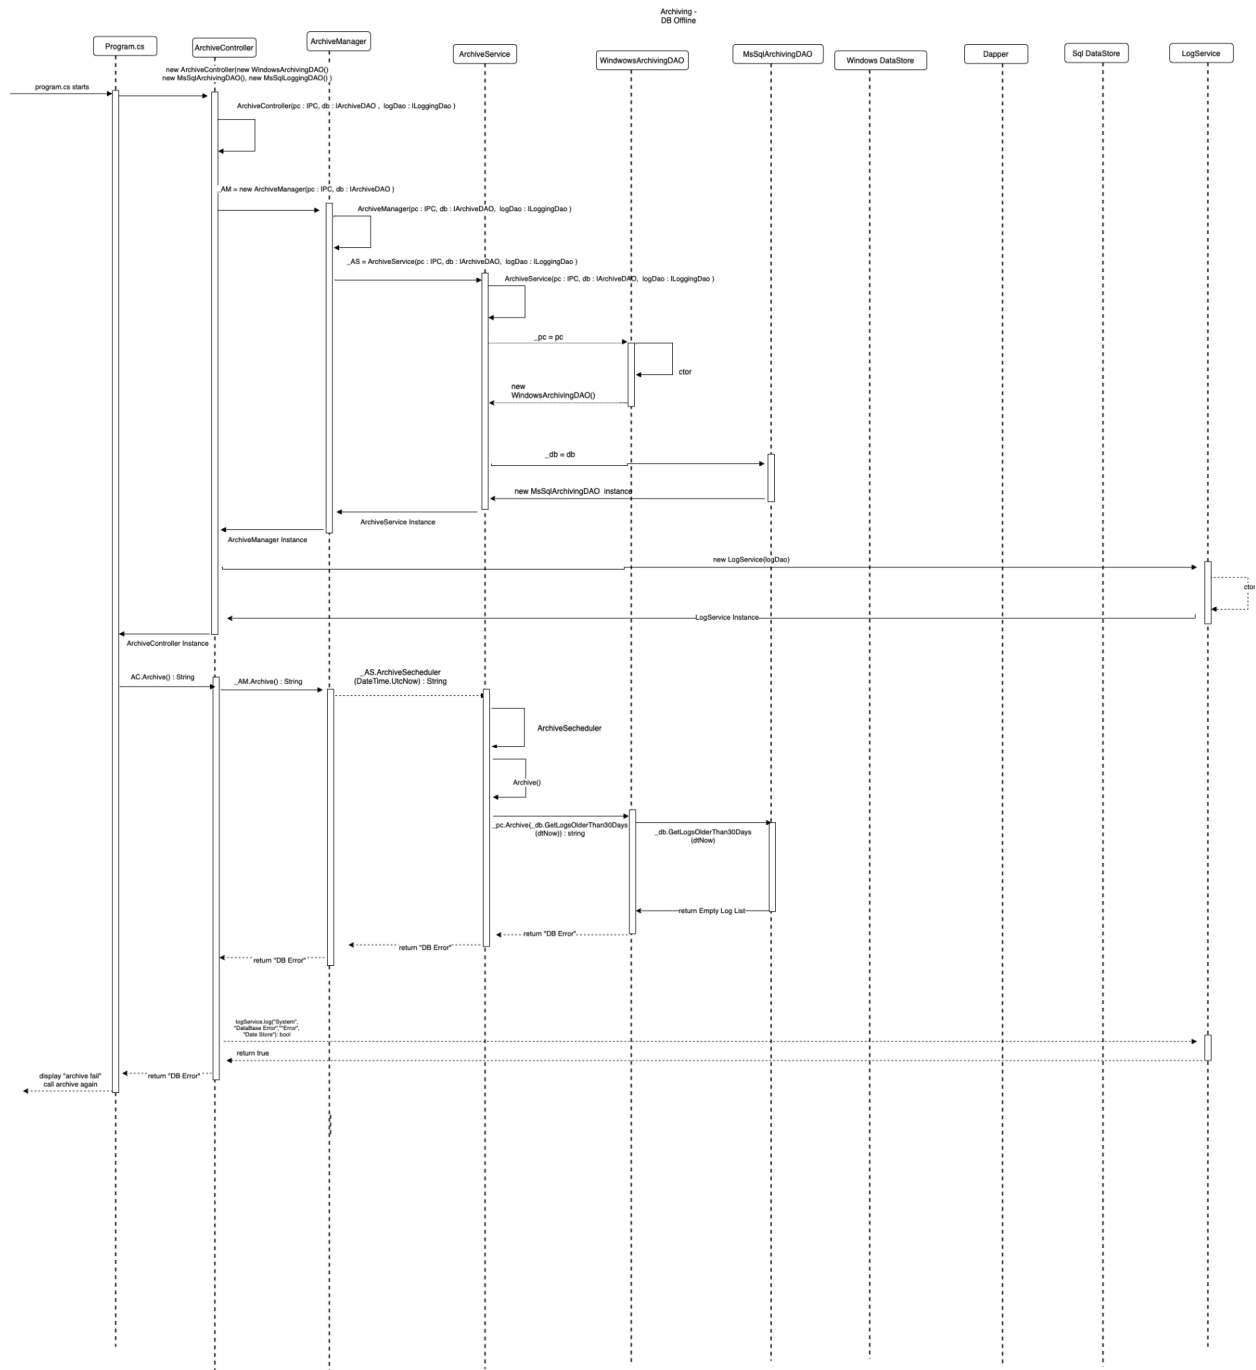 Archiving -
DB Offline
Program.cs
ArchiveController
ArchiveManager
ArchiveService
WindwowsArchivingDAO
MsSqlArchivingDAO
Windows DataStore
Dapper
Sql DataStore
LogService
new ArchiveController(new WindowsArchivingDAO()
new MsSqlArchivingDAO(), new MsSqlLoggingDAO() )
program.cs starts
ArchiveController(pc : IPC, db : IArchiveDAO , logDao : ILoggingDao )
_AM = new ArchiveManager(pc : IPC, db : IArchiveDAO )
ArchiveManager(pc : IPC, db : IArchiveDAO, logDao : ILoggingDao )
_AS = ArchiveService(pc : IPC, db : IArchiveDAO, logDao : ILoggingDao )
ArchiveService(pc : IPC, db : IArchiveDAO, logDao : ILoggingDao )
_pc = pc
ctor
new
WindowsArchivingDAO()
_db = db
new MsSqlArchivingDAO instance
ArchiveService Instance
ArchiveManager Instance
new LogService(logDao)
ctor
LogService Instance
ArchiveController Instance
AC.Archive() : String
_AM.Archive() : String
_AS.ArchiveSecheduler
(DateTime.UtcNow) : String
ArchiveSecheduler
Archive()
_pc.Archive(_db.GetLogsOlderThan30Days
(dtNow)) : string
_db.GetLogsOlderThan30Days
(dtNow)
return Empty Log List
return "DB Error"
return "DB Error"
return "DB Error"
logService.log("System",
"DataBase Error","Error",
"Date Store"): bool
return true
return "DB Error"
display "archive fail"
call archive again